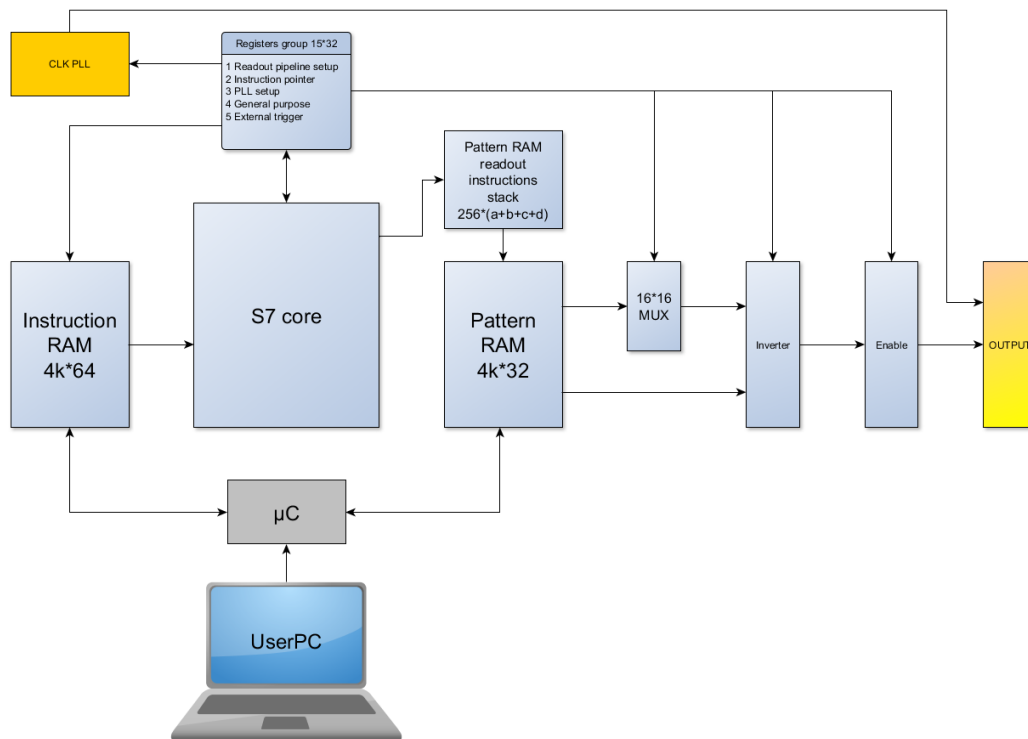 CLK PLL
Registers group 15*32
1 Readout pipeline setup
2 Instruction pointer
3 PLL setup
4 General purpose
5 External trigger
Pattern RAM
readout
instructions
stack
256*(a+b+c+d)
Instruction
RAM
4k*64
S7 core
Pattern
RAM
4k*32
16*16
MUX
Inverter
Enable
OUTPUT
µC
UserPC